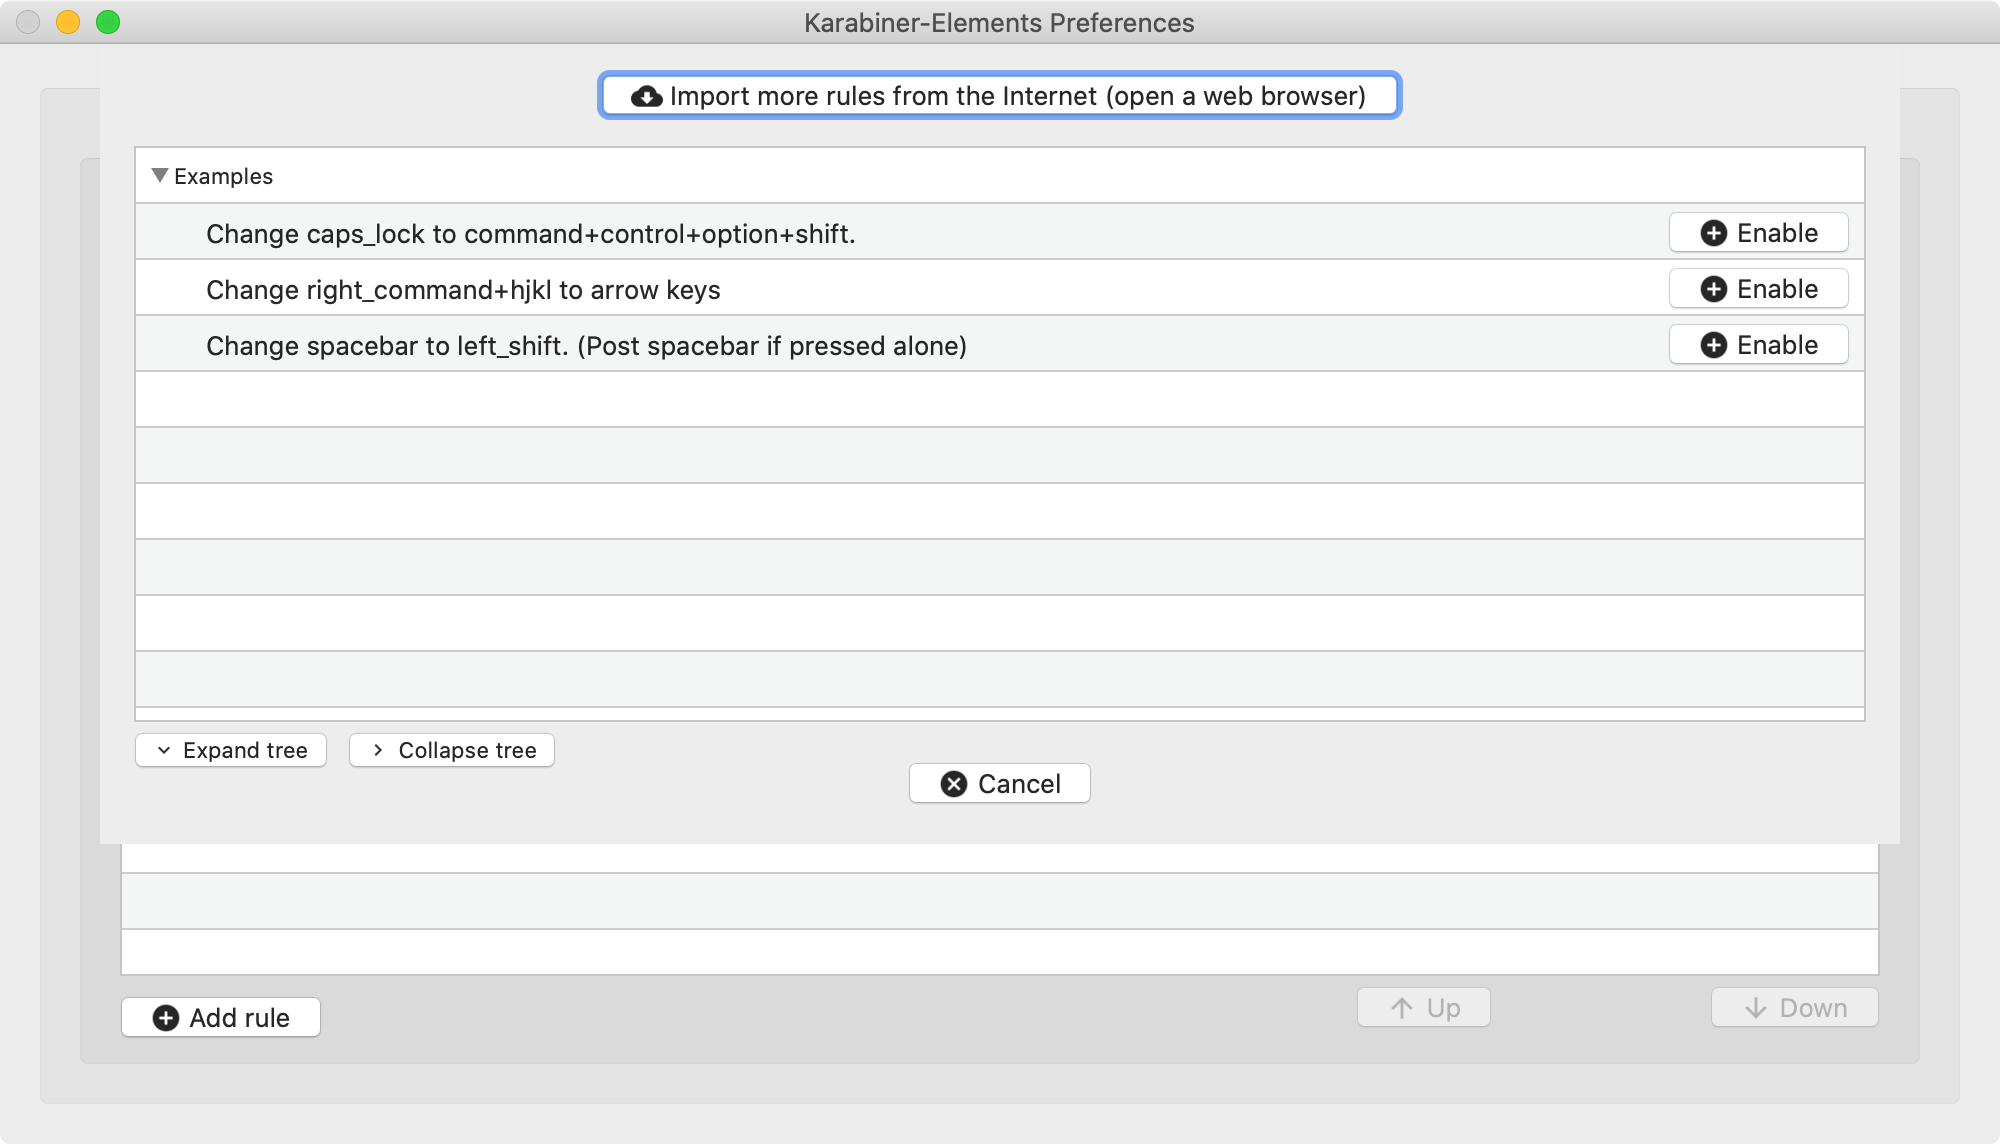 Karabiner-Elements Preferences
Import more rules from the Internet (open a web browser)
Examples
Change caps_lock to command+control+option+shift.
Enable
Change right_command+hjkl to arrow keys
Enable
Change spacebar to left_shift. (Post spacebar if pressed alone)
Enable
Expand tree
Collapse tree
Cancel
Add rule
Up
Down